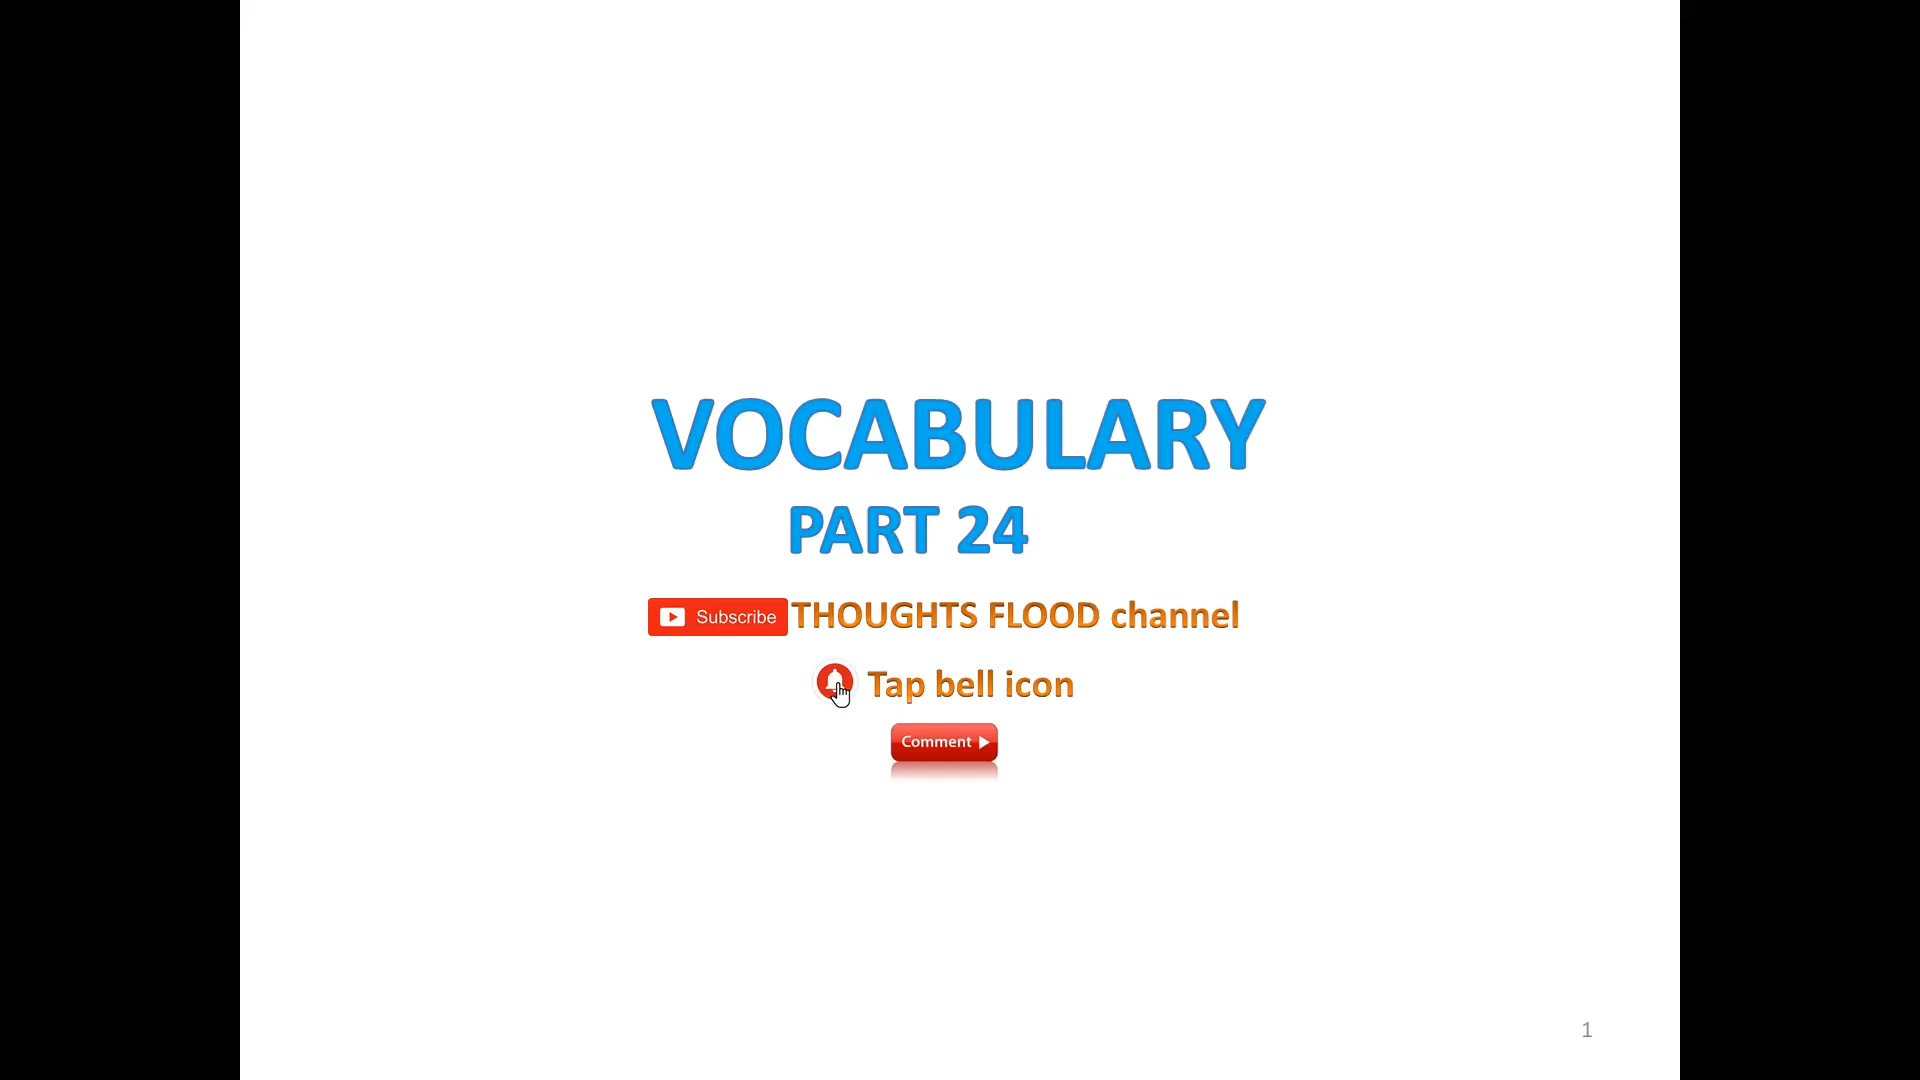 VOCABULARY
PART 24
Subscribe THOUGHTS FLOOD channel
Tap bell icon
Comment
1